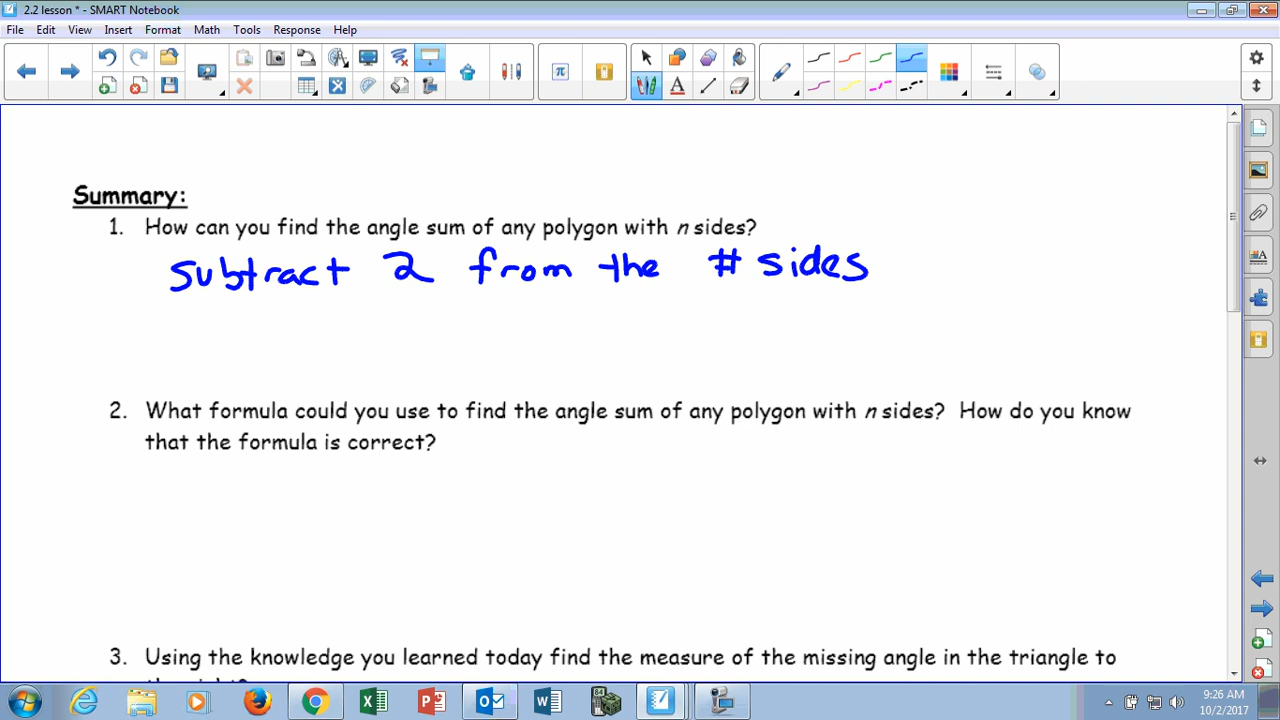 2.2 lesson * - SMART Notebook
File Edit View Insert Format Math Tools Response Help
Summary:
1. How can you find the angle sum of any polygon with n sides?
subtract 2 from the # sides
2. What formula could you use to find the angle sum of any polygon with n sides? How do you know
that the formula is correct?
3. Using the knowledge you learned today find the measure of the missing angle in the triangle to
9:26 AM
10/2/2017